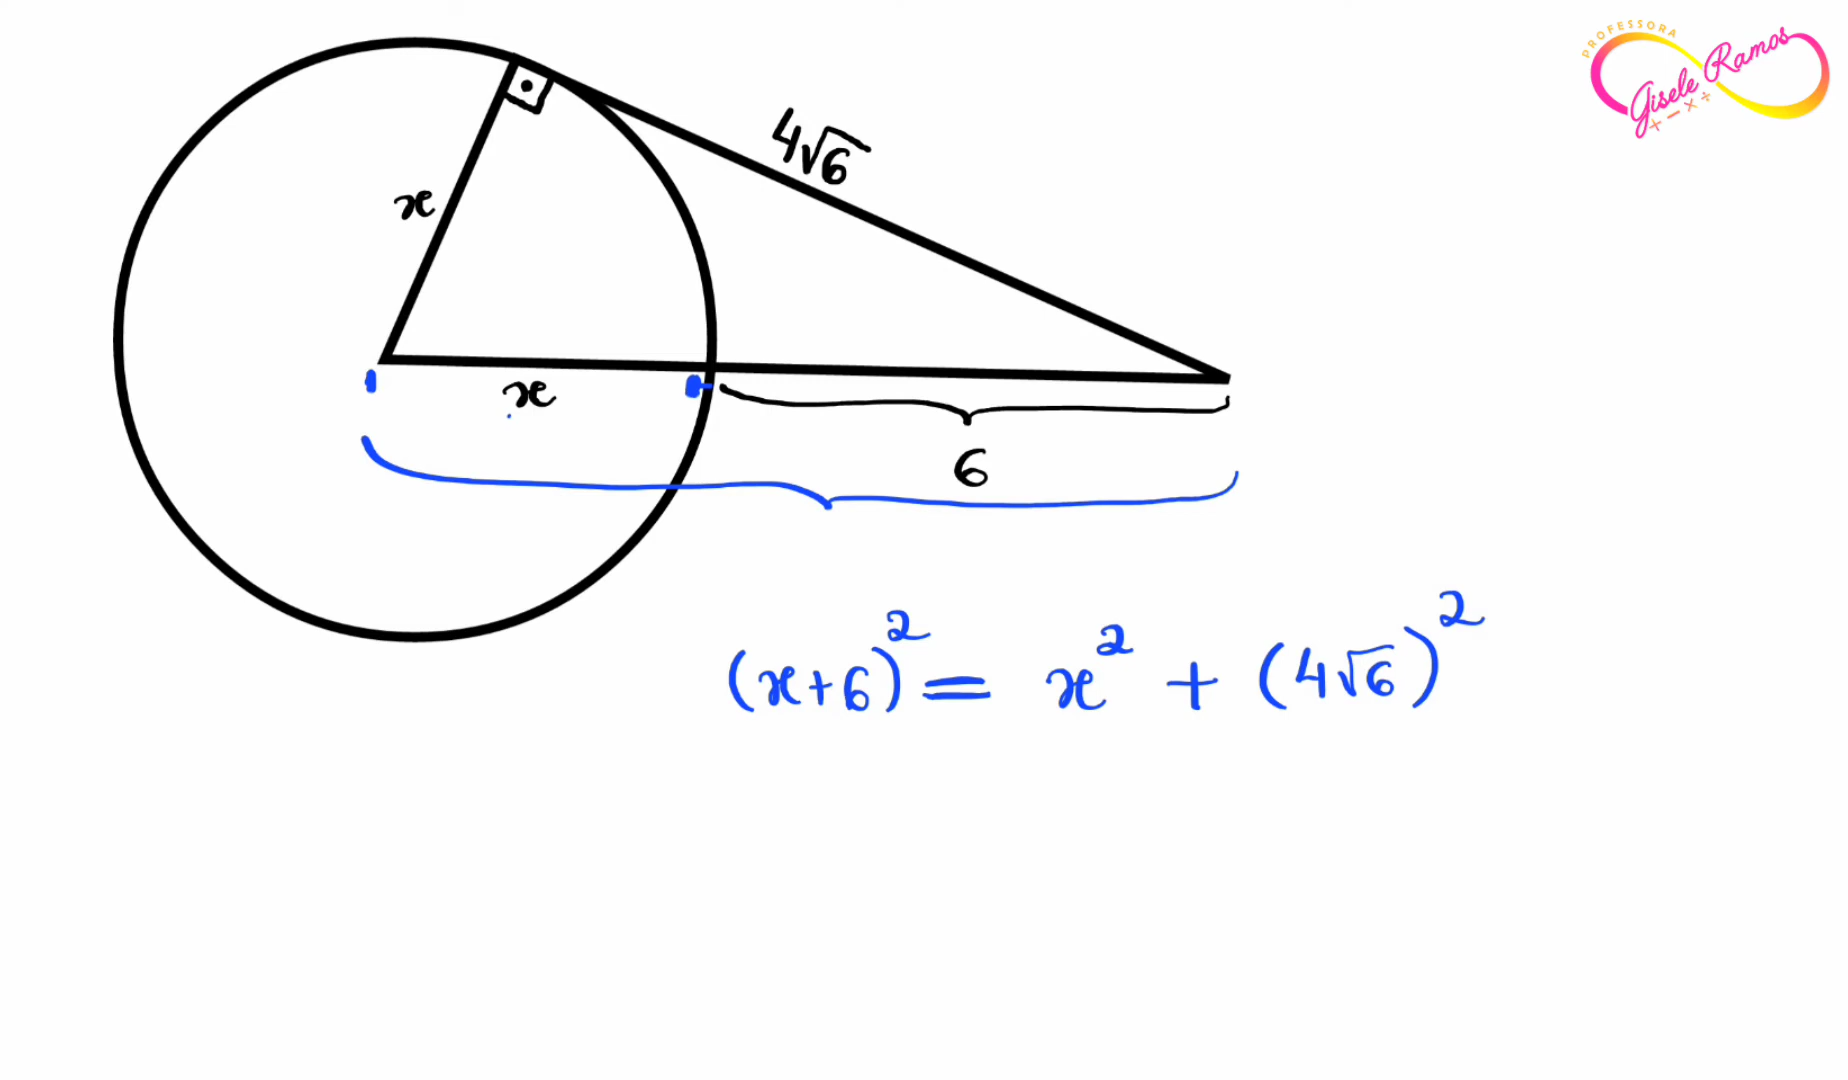 PROFESSORA
Gisele Ramos
+ − × ÷
4√6
x
x
6
(x+6)² = x² + (4√6)²